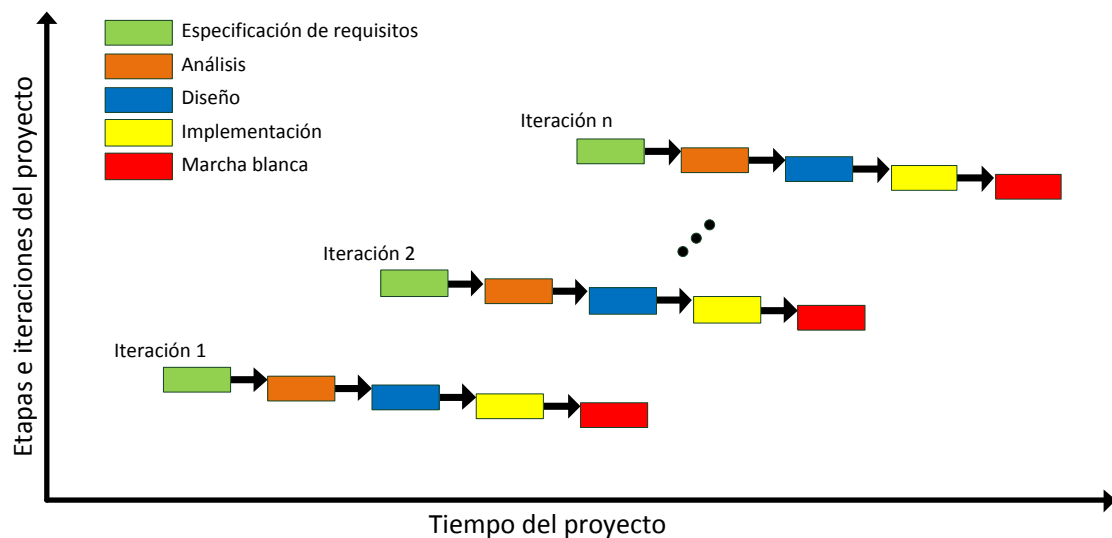 Especificación de requisitos
Análisis
Diseño
Implementación
Marcha blanca
Iteración n
Iteración 2
Iteración 1
Etapas e iteraciones del proyecto
Tiempo del proyecto